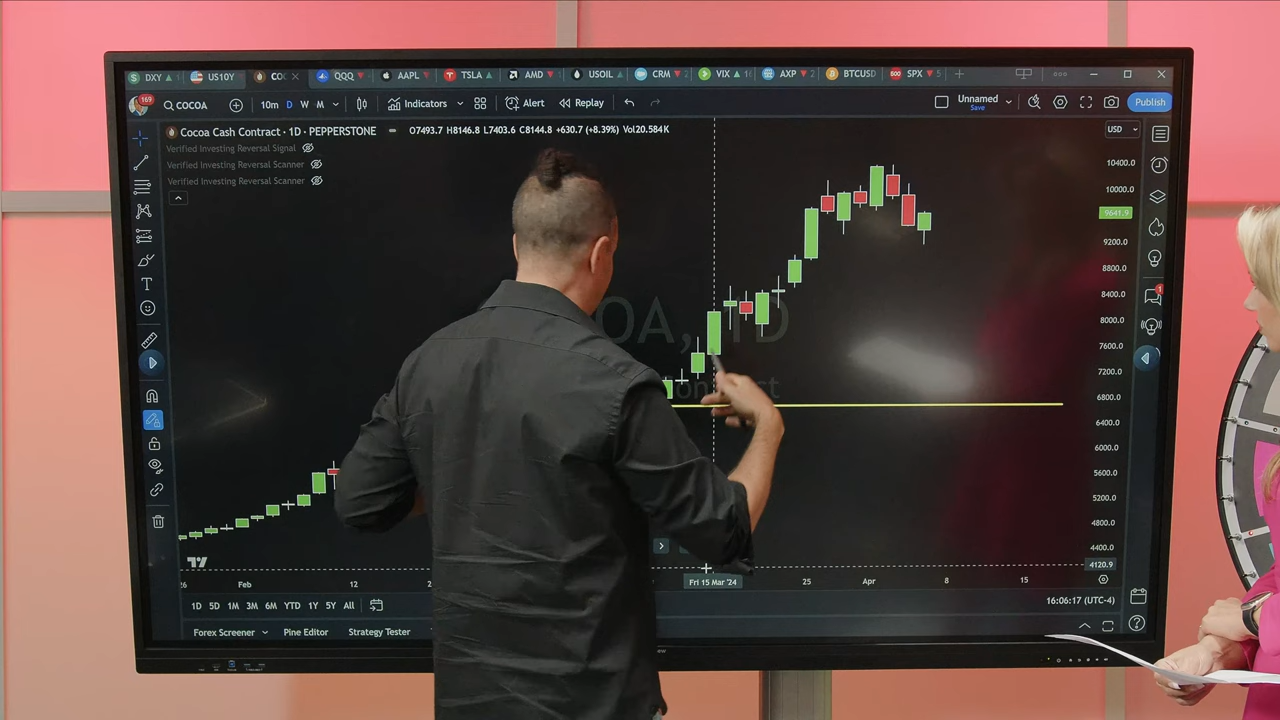 DXY US10Y CO QQQ AAPL TSLA AMD USOIL CRM VIX AXP BTCUSD SPX
169 COCOA 10m D W M Indicators Alert Replay Unnamed Save Publish
Cocoa Cash Contract · 1D · PEPPERSTONE O7493.7 H8146.8 L7403.6 C8144.8 +630.7 (+8.39%) Vol20.584K USD
Verified Investing Reversal Signal
Verified Investing Reversal Scanner
Verified Investing Reversal Scanner
10400.0
10000.0
9641.9
9200.0
8800.0
8400.0
8000.0
7600.0
7200.0
6800.0
6400.0
6000.0
5600.0
5200.0
4800.0
4400.0
4120.9
OA, 1D
26 Feb 12 Fri 15 Mar '24 25 Apr 8 15
1D 5D 1M 3M 6M YTD 1Y 5Y All 16:06:17 (UTC-4)
Forex Screener Pine Editor Strategy Tester